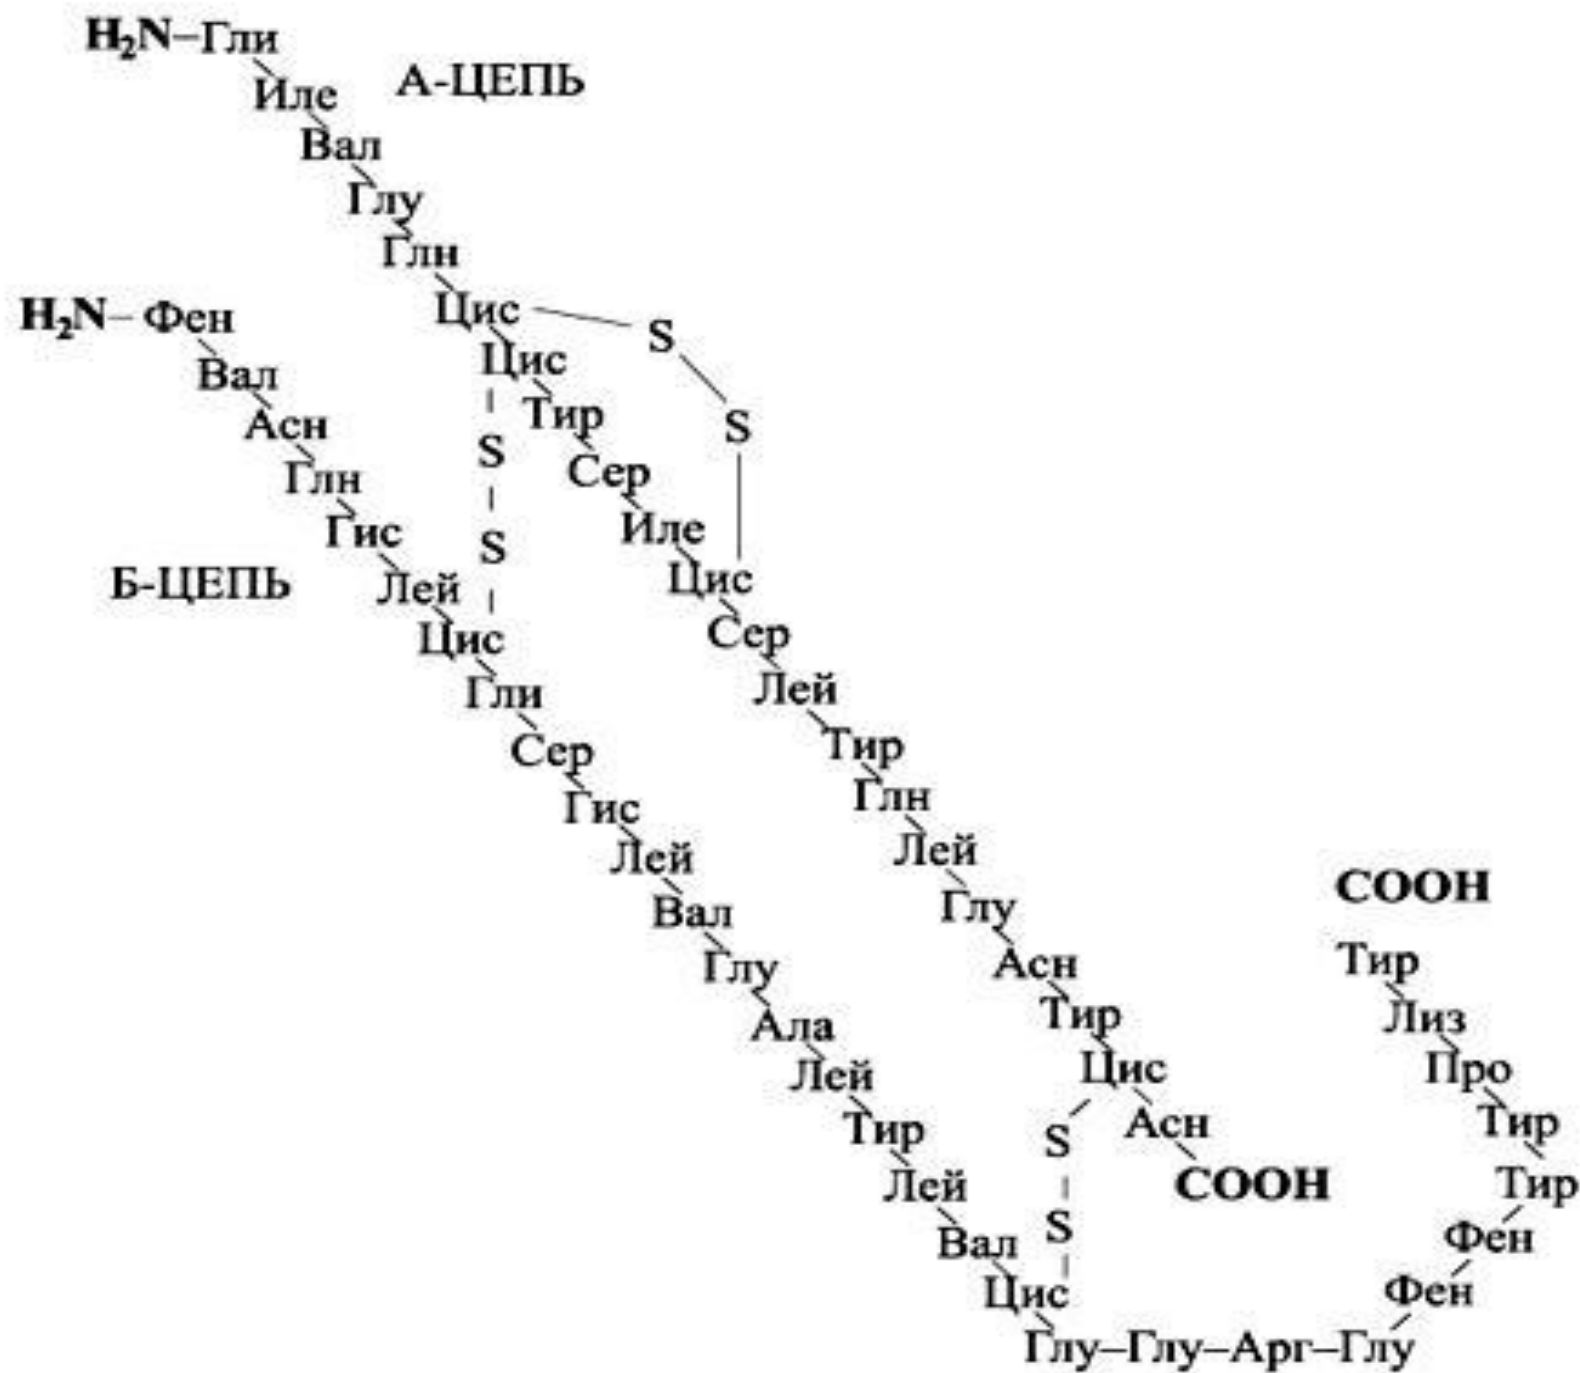 H₂N–Гли
Иле
А-ЦЕПЬ
Вал
Глу
Глн
Цис
S
Цис
Тир
S
Сер
Иле
Цис
Сер
Лей
Тир
Глн
Лей
Глу
Асн
Тир
Цис
Асн
COOH
H₂N–Фен
Вал
Асн
Глн
Гис
Б-ЦЕПЬ
Лей
S
S
Цис
Гли
Сер
Гис
Лей
Вал
Глу
Ала
Лей
Тир
Лей
Вал
S
S
Цис
Глу–Глу–Арг–Глу
Фен
Фен
Тир
Тир
Про
Лиз
Тир
COOH